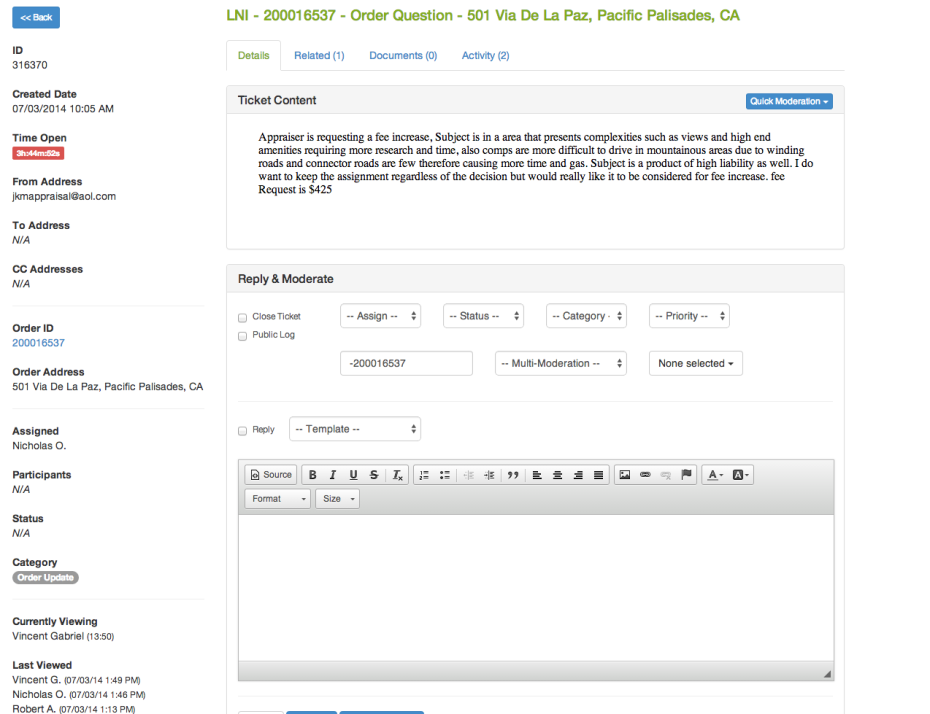 << Back
LNI - 200016537 - Order Question - 501 Via De La Paz, Pacific Palisades, CA
ID
316370
Created Date
07/03/2014 10:05 AM
Time Open
3h:44m:52s
From Address
jkmappraisal@aol.com
To Address
N/A
CC Addresses
N/A
Order ID
200016537
Order Address
501 Via De La Paz, Pacific Palisades, CA
Assigned
Nicholas O.
Participants
N/A
Status
N/A
Category
Order Update
Currently Viewing
Vincent Gabriel (13:50)
Last Viewed
Vincent G. (07/03/14 1:49 PM)
Nicholas O. (07/03/14 1:46 PM)
Robert A. (07/03/14 1:13 PM)
Details Related (1) Documents (0) Activity (2)
Ticket Content Quick Moderation
Appraiser is requesting a fee increase, Subject is in a area that presents complexities such as views and high end
amenities requiring more research and time, also comps are more difficult to drive in mountainous areas due to winding
roads and connector roads are few therefore causing more time and gas. Subject is a product of high liability as well. I do
want to keep the assignment regardless of the decision but would really like it to be considered for fee increase. fee
Request is $425
Reply & Moderate
Close Ticket -- Assign -- -- Status -- -- Category - -- Priority --
Public Log
-200016537 -- Multi-Moderation -- None selected
Reply -- Template --
Source B I U S Ix A A
Format Size